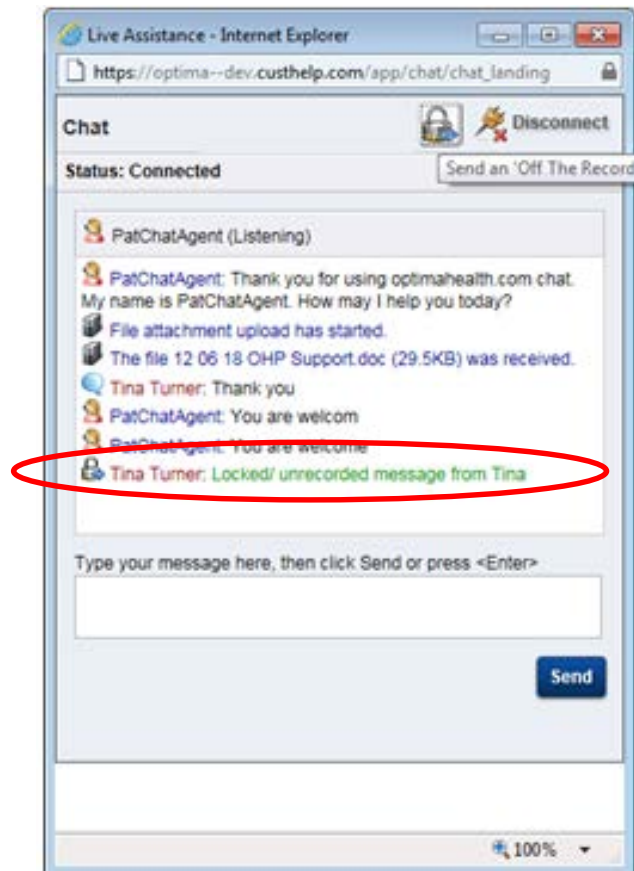 Live Assistance - Internet Explorer
https://optima--dev.custhelp.com/app/chat/chat_landing
Chat
Disconnect
Status: Connected
Send an 'Off The Record
PatChatAgent (Listening)
PatChatAgent: Thank you for using optimahealth.com chat.
My name is PatChatAgent. How may I help you today?
File attachment upload has started.
The file 12 06 18 OHP Support.doc (29.5KB) was received.
Tina Turner: Thank you
PatChatAgent: You are welcom
PatChatAgent: You are welcome
Tina Turner: Locked/ unrecorded message from Tina
Type your message here, then click Send or press <Enter>
Send
100%